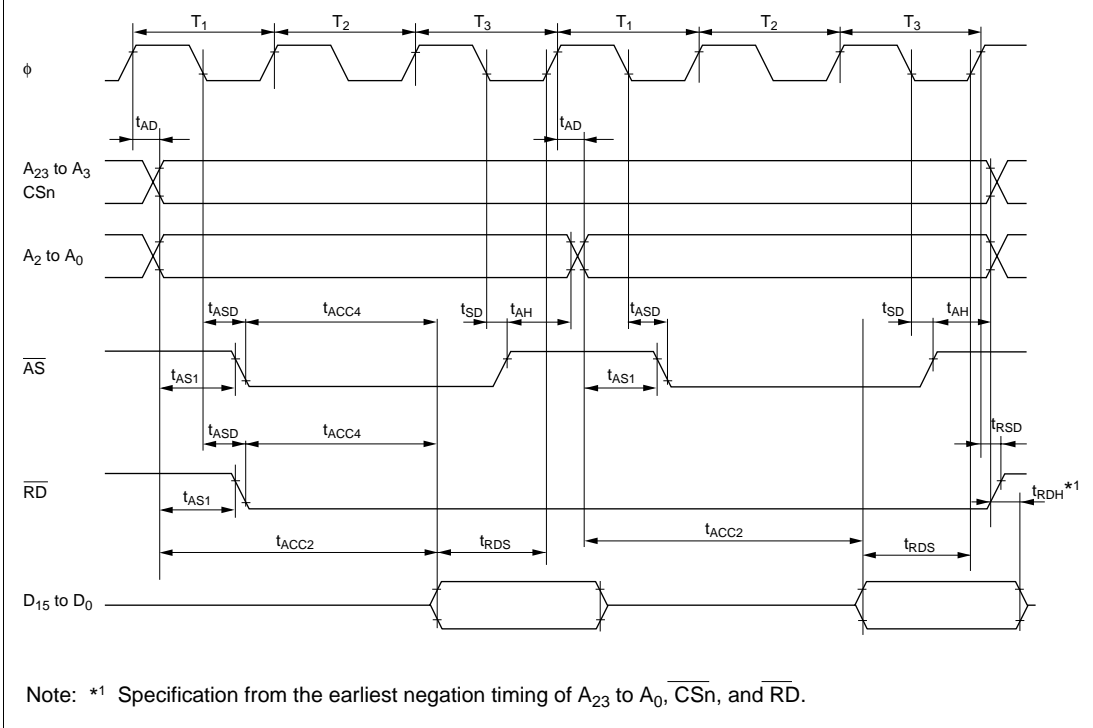 T1 T2 T3 T1 T2 T3
ϕ
tAD tAD
A23 to A3
CSn
A2 to A0
tASD tACC4 tSD tAH tASD tSD tAH
AS
tAS1 tAS1
tASD tACC4 tRSD
RD
tAS1 tRDH*1
tACC2 tRDS tACC2 tRDS
D15 to D0
Note: *1 Specification from the earliest negation timing of A23 to A0, CSn, and RD.